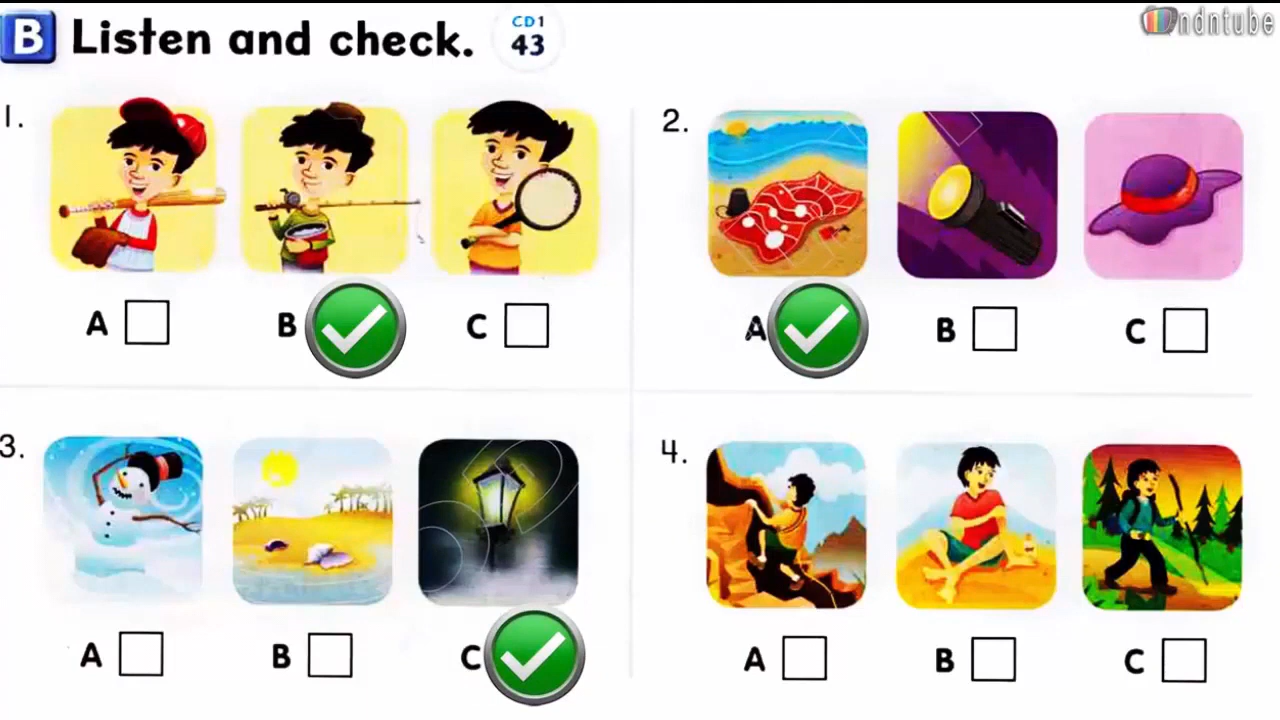 B Listen and check. CD1 43
ndntube
1. 2.
A B C A B C
3. 4.
A B C A B C